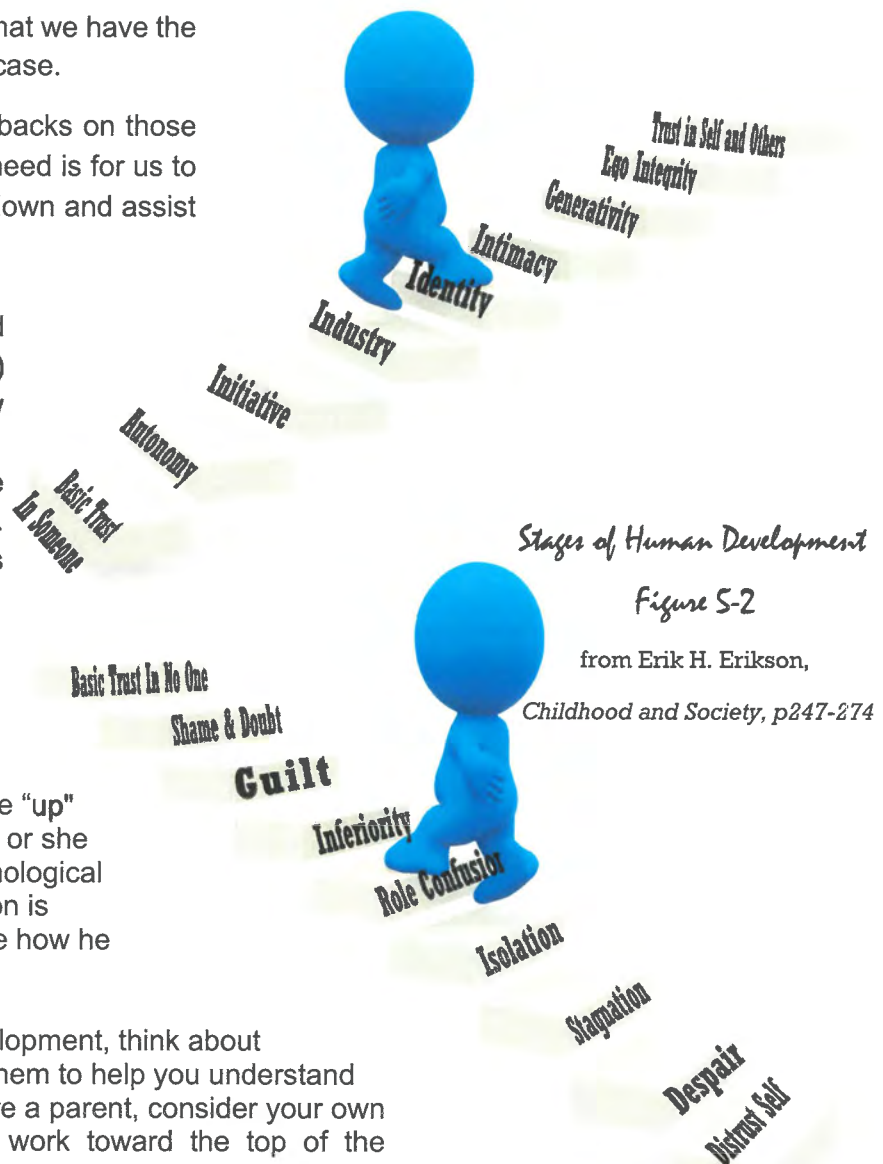 hat we have the
case.
backs on those
need is for us to
own and assist
Trust in Self and Others
Ego Integrity
Generativity
Intimacy
Identity
Industry
Initiative
Autonomy
Basic Trust
In Someone
d
)
e
s
Stages of Human Development
Figure 5-2
from Erik H. Erikson,
Childhood and Society, p247-274
Basic Trust In No One
Shame & Doubt
Guilt
Inferiority
Role Confusion
Isolation
Stagnation
Despair
Distrust Self
e "up"
or she
nological
on is
e how he
lopment, think about
hem to help you understand
re a parent, consider your own
work toward the top of the